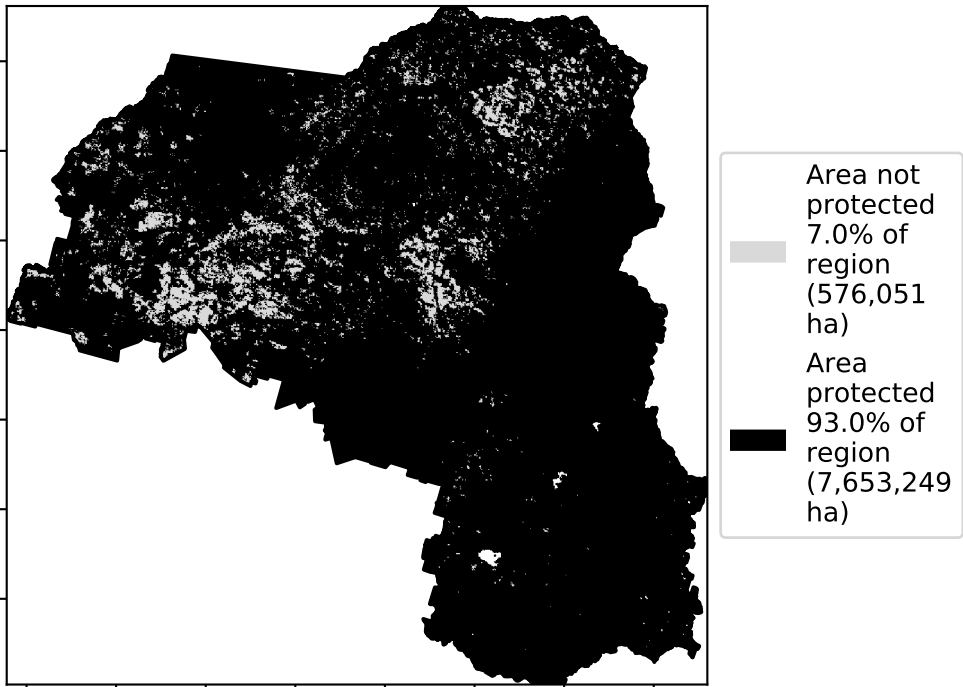 Area not
protected
7.0% of
region
(576,051
ha)
Area
protected
93.0% of
region
(7,653,249
ha)